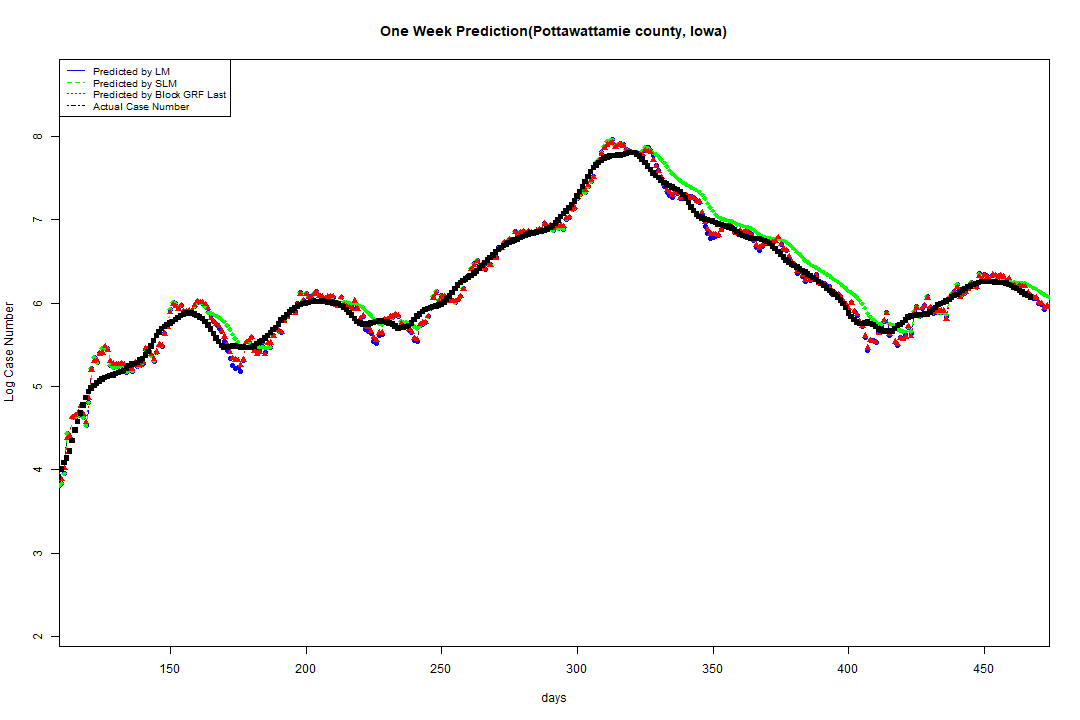 One Week Prediction(Pottawattamie county, Iowa)
Predicted by LM
Predicted by SLM
Predicted by Block GRF Last
Actual Case Number
Log Case Number
8
7
6
5
4
3
2
150 200 250 300 350 400 450
days